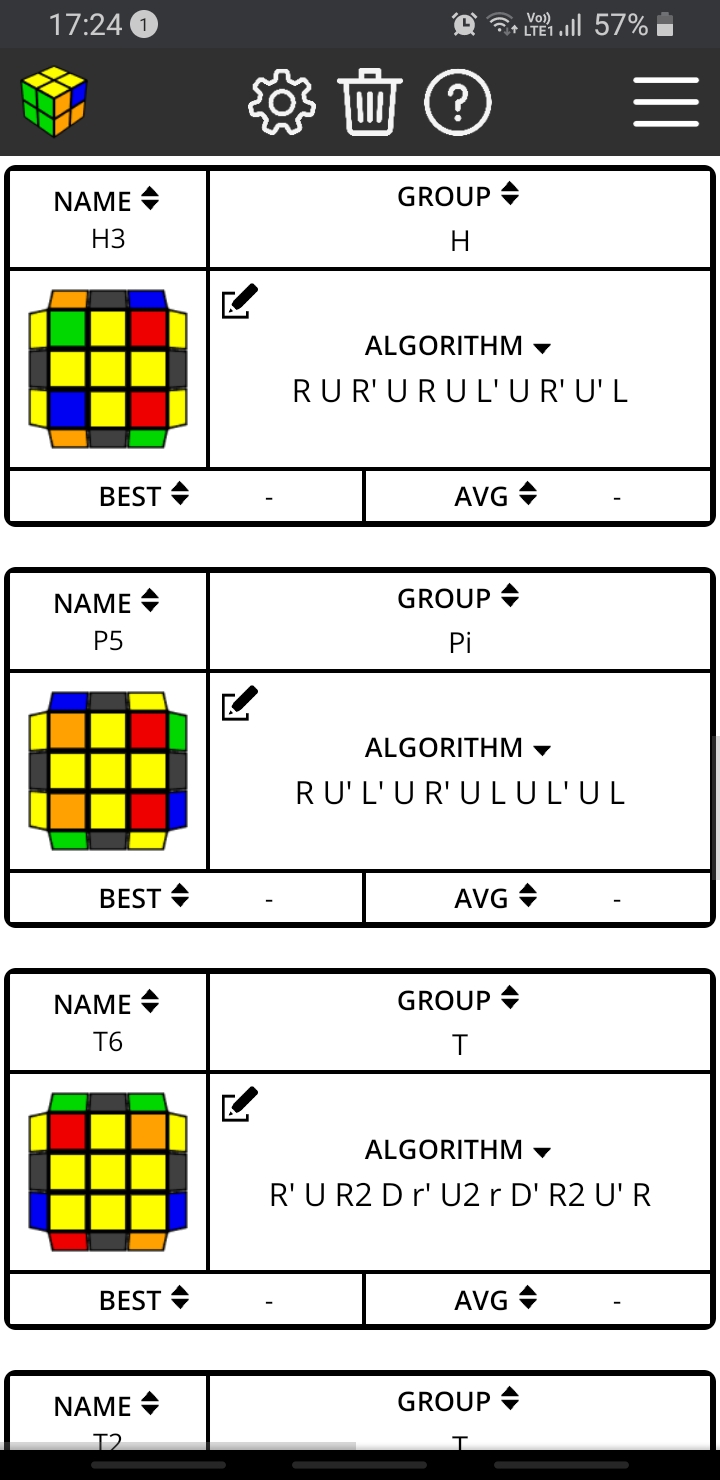 17:24 1 Vo)) LTE1 57%
?
NAME GROUP
H3 H
ALGORITHM
R U R' U R U L' U R' U' L
BEST - AVG -
NAME GROUP
P5 Pi
ALGORITHM
R U' L' U R' U L U L' U L
BEST - AVG -
NAME GROUP
T6 T
ALGORITHM
R' U R2 D r' U2 r D' R2 U' R
BEST - AVG -
NAME GROUP
T2 T